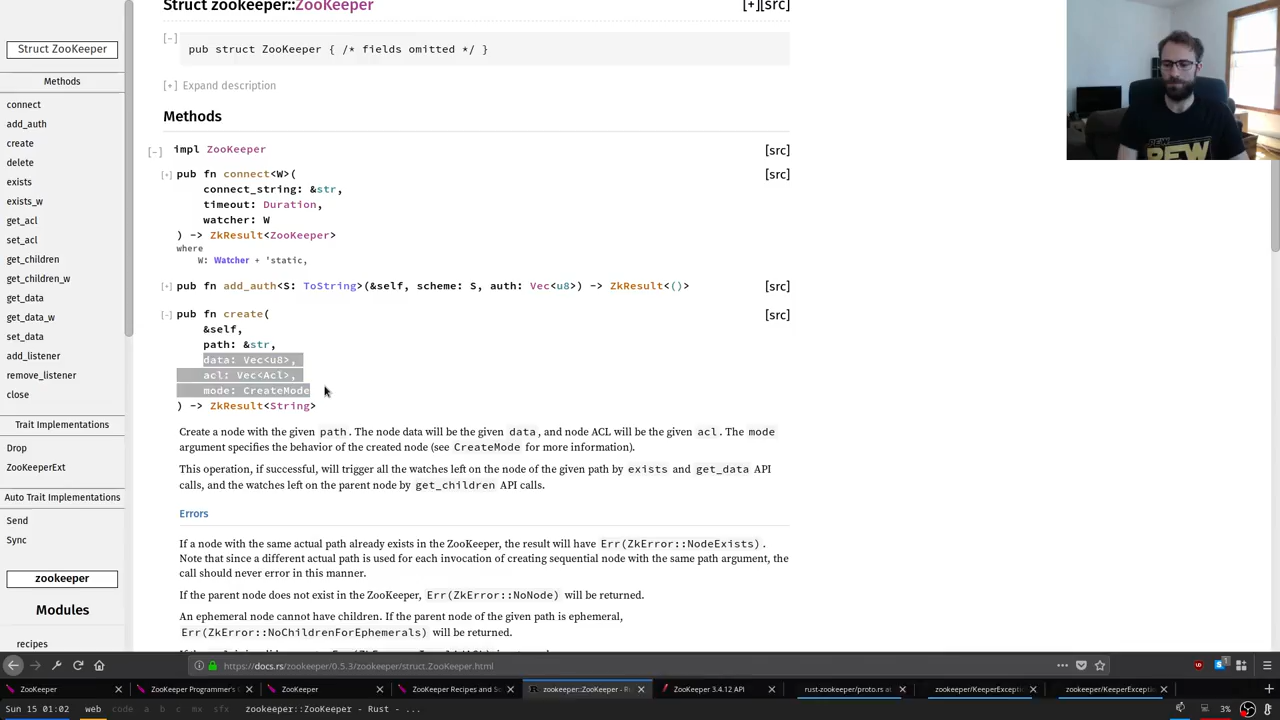 Struct zookeeper::ZooKeeper
[+][src]
Struct ZooKeeper
[-]
pub struct ZooKeeper { /* fields omitted */ }
Methods
[+] Expand description
connect
add_auth
create
delete
exists
exists_w
get_acl
set_acl
get_children
get_children_w
get_data
get_data_w
set_data
add_listener
remove_listener
close
Trait Implementations
Drop
ZooKeeperExt
Auto Trait Implementations
Send
Sync
zookeeper
Modules
recipes
Methods
[-] impl ZooKeeper [src]
[+] pub fn connect<W>( [src]
connect_string: &str,
timeout: Duration,
watcher: W
) -> ZkResult<ZooKeeper>
where
W: Watcher + 'static,
[+] pub fn add_auth<S: ToString>(&self, scheme: S, auth: Vec<u8>) -> ZkResult<()> [src]
[-] pub fn create( [src]
&self,
path: &str,
data: Vec<u8>,
acl: Vec<Acl>,
mode: CreateMode
) -> ZkResult<String>
Create a node with the given path. The node data will be the given data, and node ACL will be the given acl. The mode
argument specifies the behavior of the created node (see CreateMode for more information).
This operation, if successful, will trigger all the watches left on the node of the given path by exists and get_data API
calls, and the watches left on the parent node by get_children API calls.
Errors
If a node with the same actual path already exists in the ZooKeeper, the result will have Err(ZkError::NodeExists).
Note that since a different actual path is used for each invocation of creating sequential node with the same path argument, the
call should never error in this manner.
If the parent node does not exist in the ZooKeeper, Err(ZkError::NoNode) will be returned.
An ephemeral node cannot have children. If the parent node of the given path is ephemeral,
Err(ZkError::NoChildrenForEphemerals) will be returned.
https://docs.rs/zookeeper/0.5.3/zookeeper/struct.ZooKeeper.html
ZooKeeper
ZooKeeper Programmer's
ZooKeeper
ZooKeeper Recipes and So
zookeeper::ZooKeeper - Ru
ZooKeeper 3.4.12 API
rust-zookeeper/proto.rs at
zookeeper/KeeperExceptio
zookeeper/KeeperExceptio
Sun 15 01:02 web code a b c mx sfx zookeeper::ZooKeeper - Rust - ... 3%
PEW
PEW